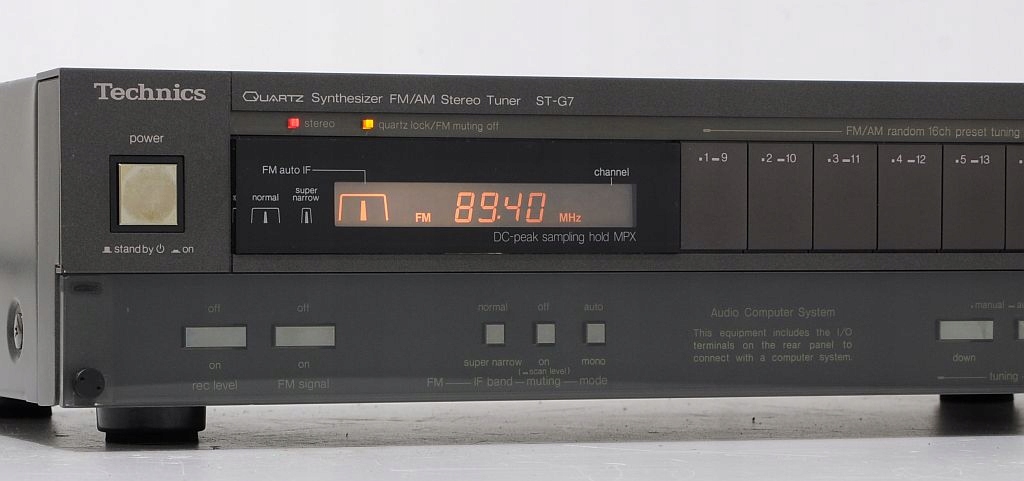 Technics
QUARTZ Synthesizer FM/AM Stereo Tuner ST-G7
stereo
quartz lock/FM muting off
FM/AM random 16ch preset tuning
power
stand by on
FM auto IF
normal
super
narrow
channel
FM 89.40 MHz
DC-peak sampling hold MPX
1 9
2 10
3 11
4 12
5 13
off
on
rec level
off
on
FM signal
normal
super narrow
off
on
(scan level)
auto
mono
FM IF band muting mode
Audio Computer System
This equipment includes the I/O
terminals on the rear panel to
connect with a computer system.
manual
down
tuning